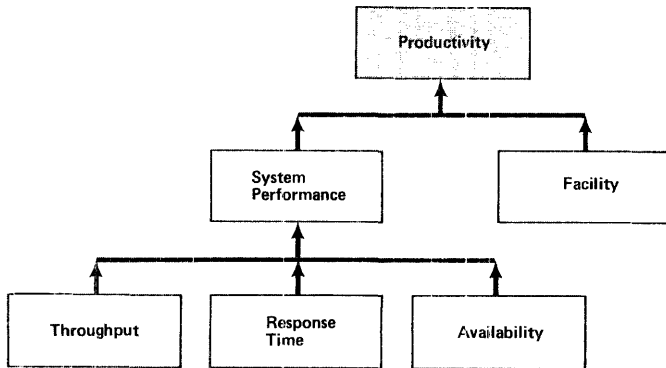 Productivity
System
Performance
Facility
Throughput
Response
Time
Availability